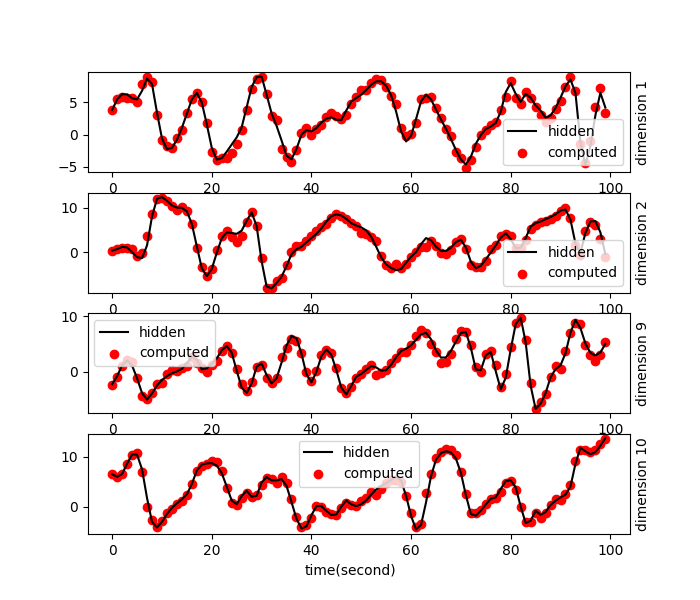 5
0
−5
0 20 40 60 80 100
hidden
computed
dimension 1
10
0
0 20 40 60 80 100
hidden
computed
dimension 2
10
0
0 20 40 60 80 100
hidden
computed
dimension 9
10
0
0 20 40 60 80 100
hidden
computed
dimension 10
time(second)